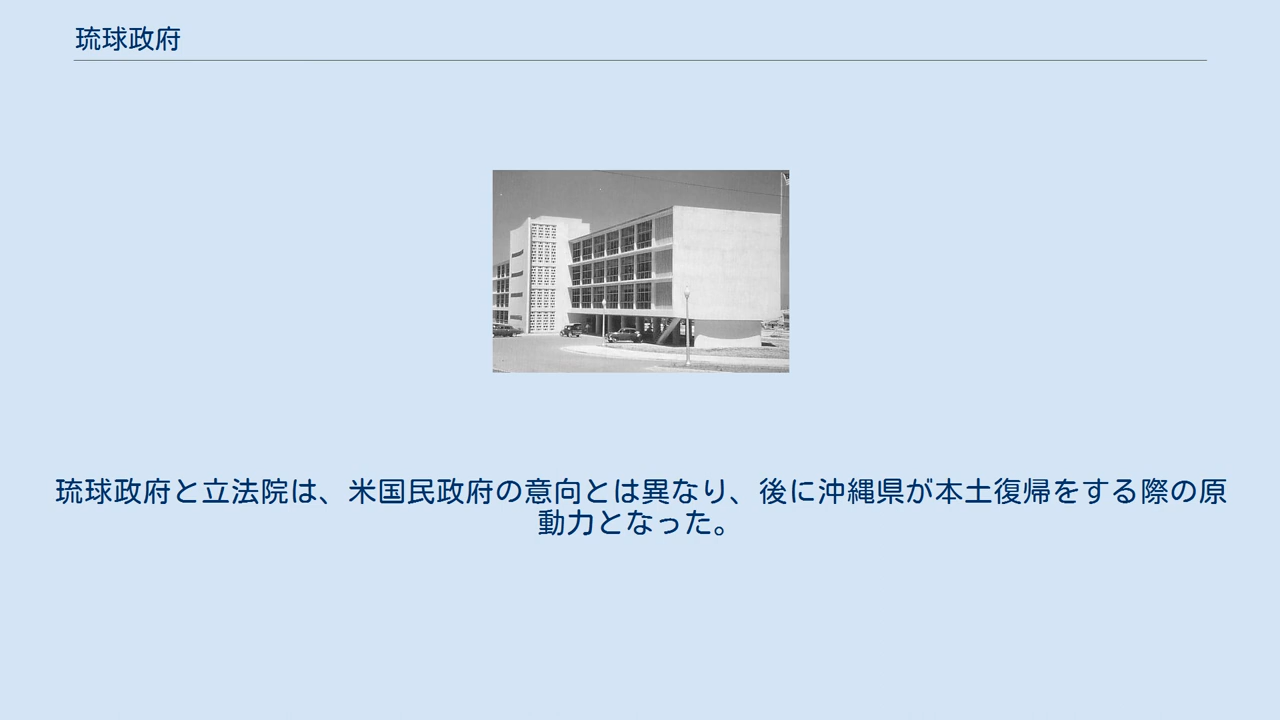 琉球政府
琉球政府と立法院は、米国民政府の意向とは異なり、後に沖縄県が本土復帰をする際の原
動力となった。